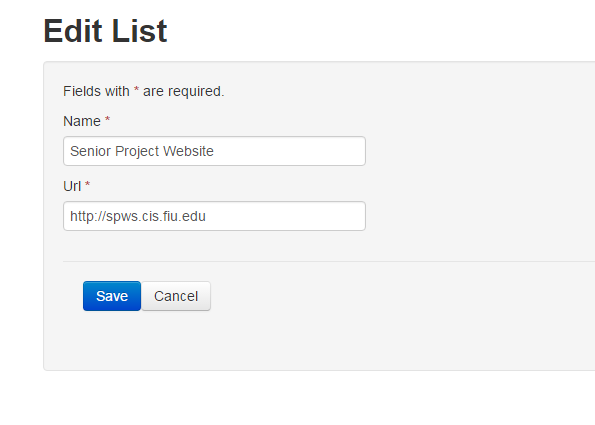 Edit List
Fields with * are required.
Name *
Senior Project Website
Url *
http://spws.cis.fiu.edu
Save Cancel